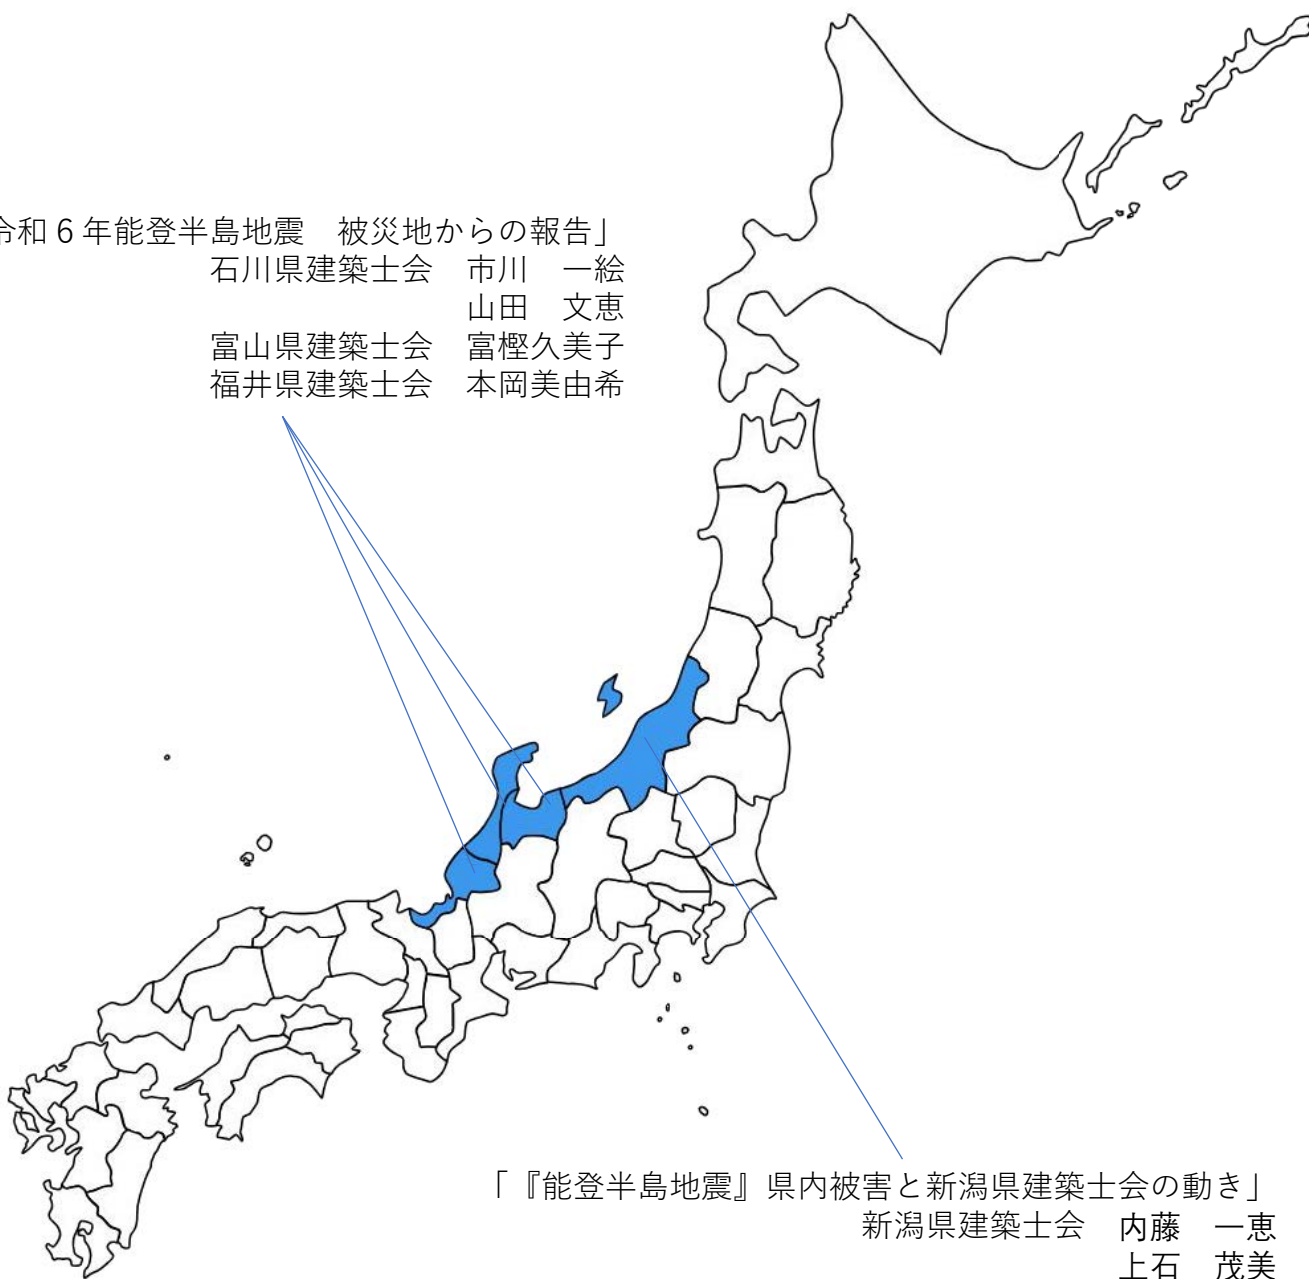 令和６年能登半島地震　被災地からの報告」
石川県建築士会　市川　一絵
山田　文恵
富山県建築士会　富樫久美子
福井県建築士会　本岡美由希
「『能登半島地震』県内被害と新潟県建築士会の動き」
新潟県建築士会　内藤　一恵
上石　茂美